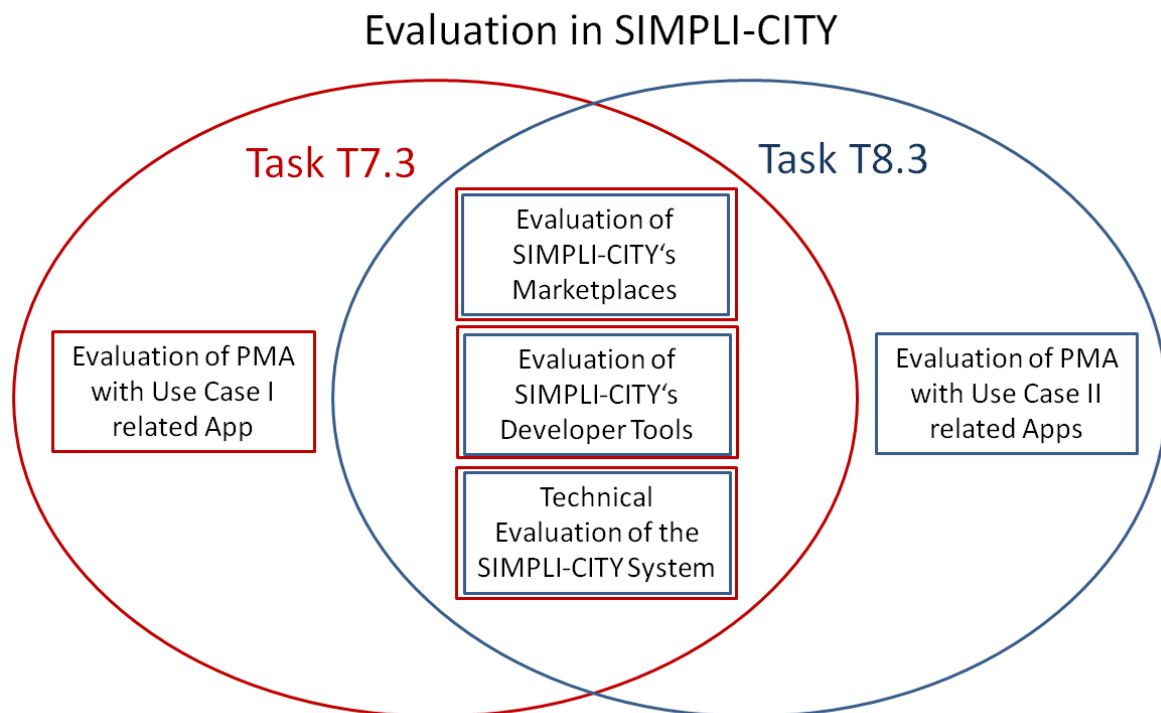 Evaluation in SIMPLI-CITY
Task T7.3
Task T8.3
Evaluation of
SIMPLI-CITY‘s
Marketplaces
Evaluation of PMA
with Use Case I
related App
Evaluation of
SIMPLI-CITY‘s
Developer Tools
Evaluation of PMA
with Use Case II
related Apps
Technical
Evaluation of the
SIMPLI-CITY System